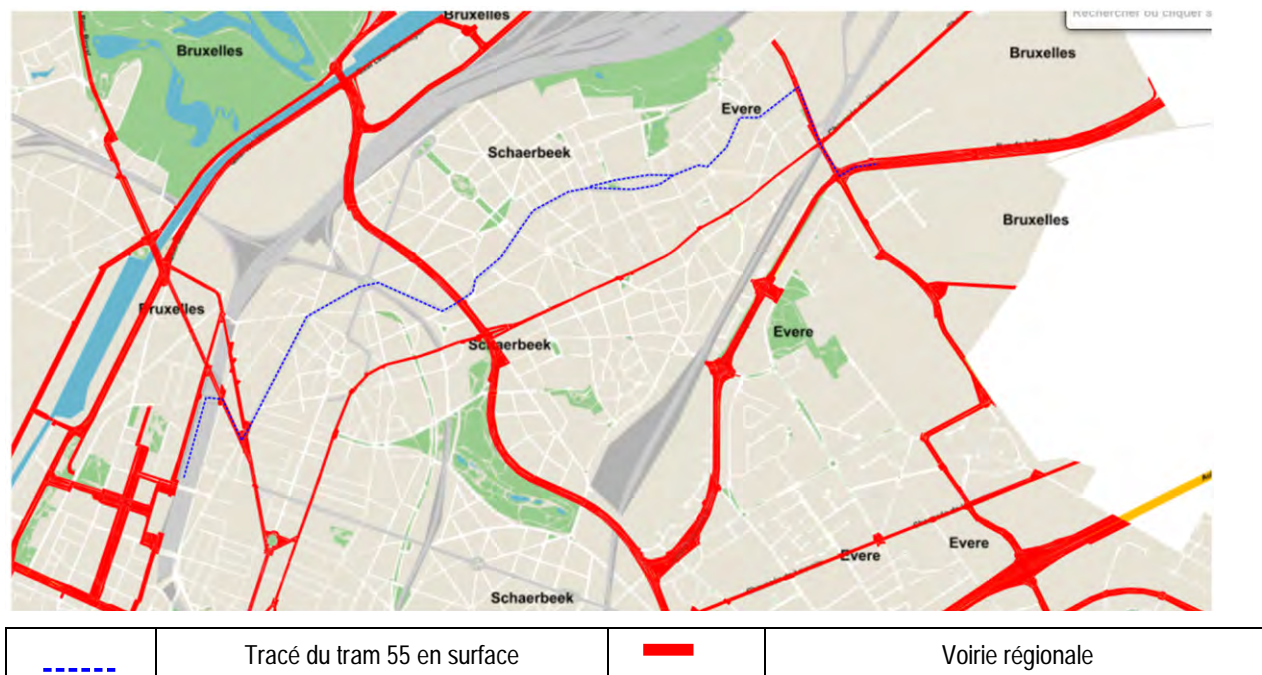 Bruxelles
Rechercher ou cliquer s
Bruxelles
Bruxelles
Evere
Schaerbeek
Bruxelles
Bruxelles
Evere
Schaerbeek
Evere
Evere
Schaerbeek
Tracé du tram 55 en surface
Voirie régionale